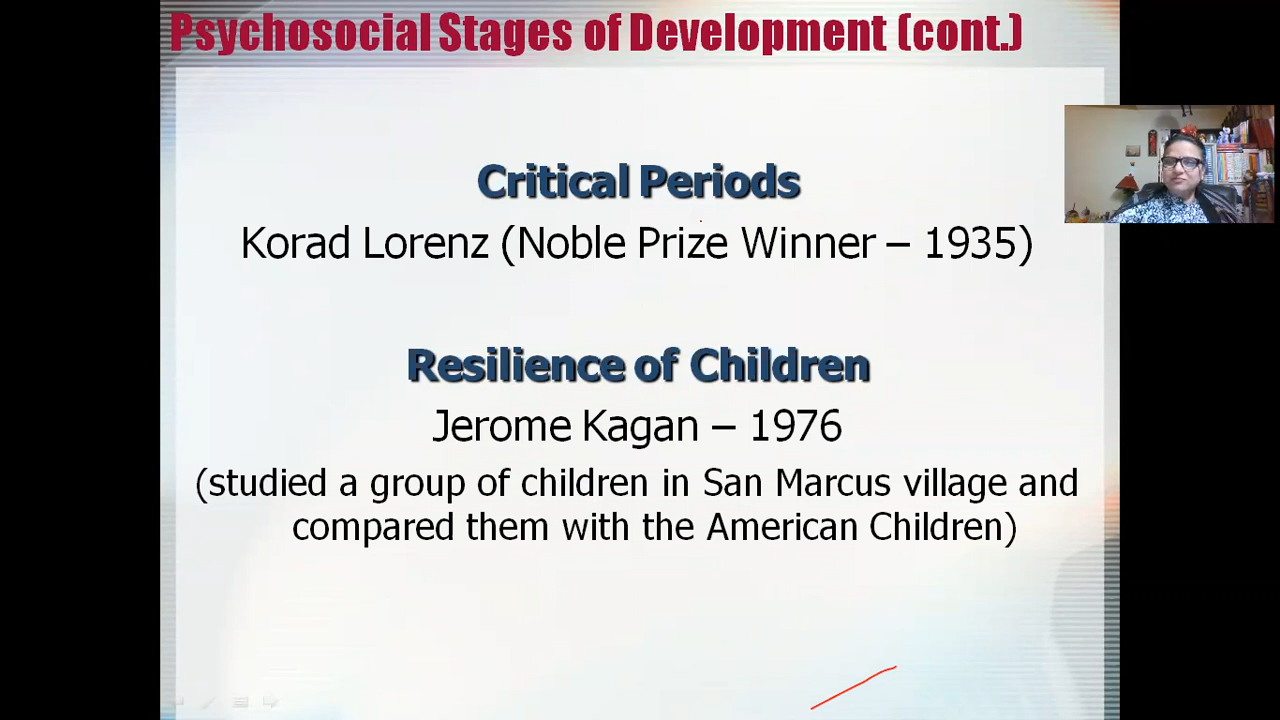 Psychosocial Stages of Development (cont.)
Critical Periods
Korad Lorenz (Noble Prize Winner – 1935)
Resilience of Children
Jerome Kagan – 1976
(studied a group of children in San Marcus village and
compared them with the American Children)